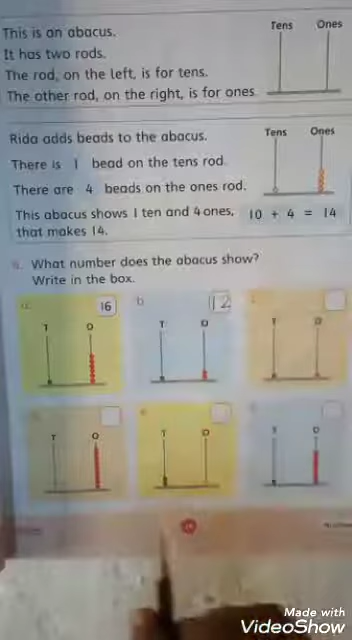 This is an abacus.
It has two rods.
The rod, on the left, is for tens.
The other rod, on the right, is for ones.
Tens Ones
Rida adds beads to the abacus.
There is 1 bead on the tens rod.
There are 4 beads on the ones rod.
This abacus shows 1 ten and 4 ones,
that makes 14.
Tens Ones
10 + 4 = 14
What number does the abacus show?
Write in the box.
16
T O
b. 12
T O
T O
T O
T O
T O
Made with
VideoShow